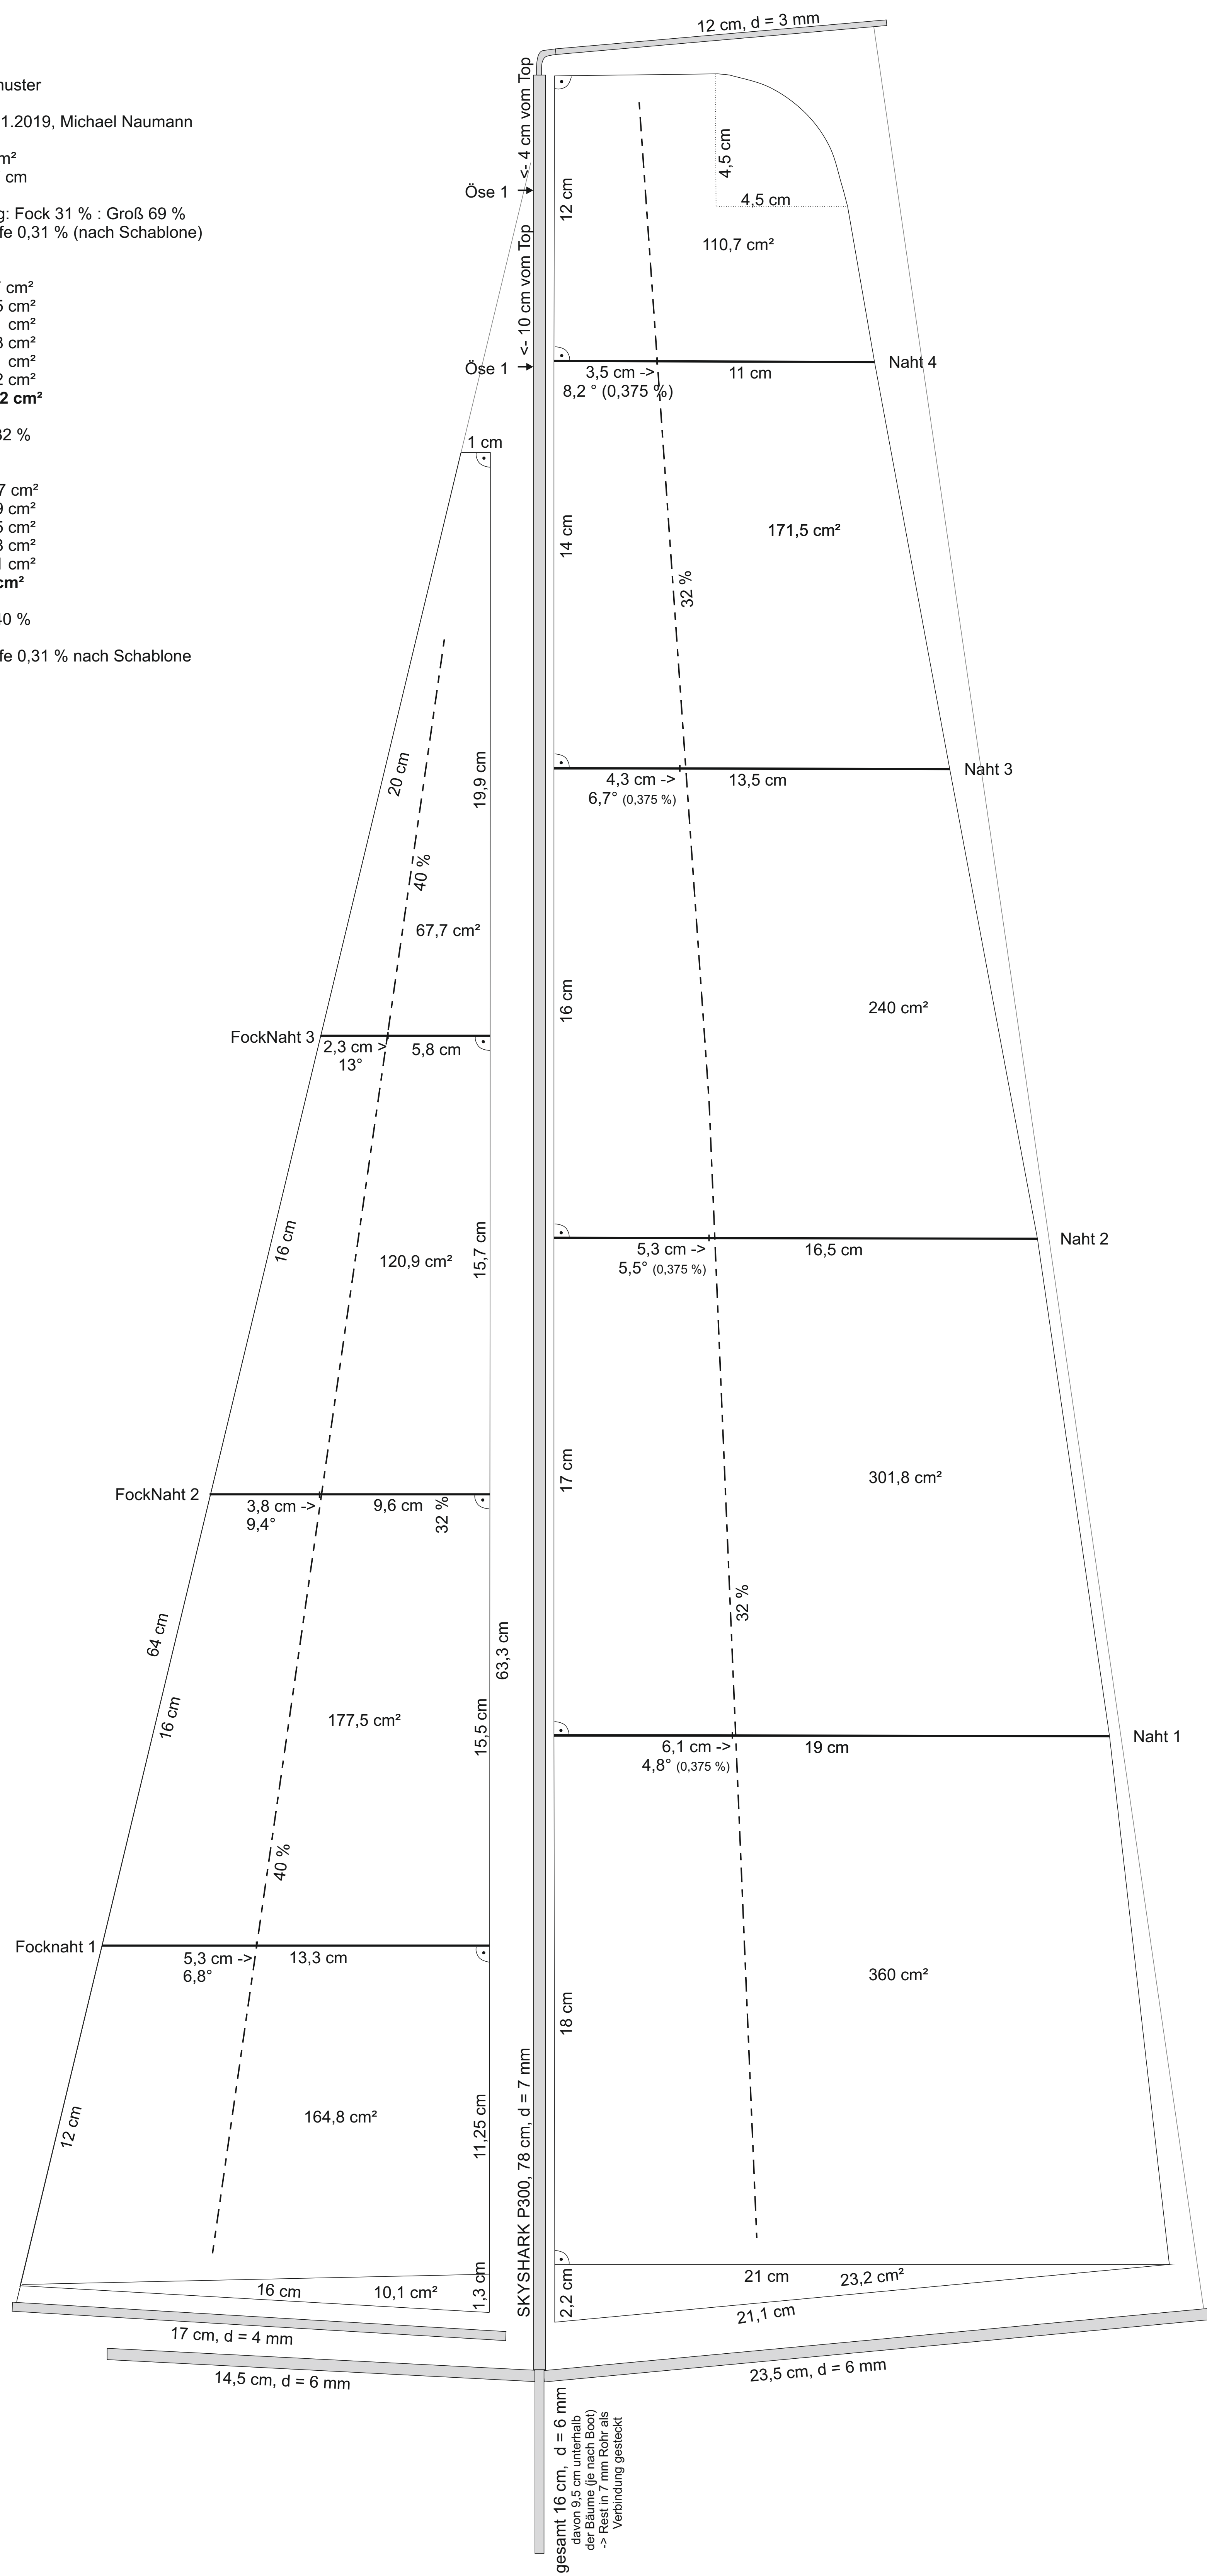 12 cm, d = 3 mm
1.2019, Michael Naumann
cm
g: Fock 31 % : Groß 69 %
fe 0,31 % (nach Schablone)
cm²
cm²
cm²
cm²
cm²
cm²
2 cm²
32 %
7 cm²
9 cm²
5 cm²
3 cm²
1 cm²
cm²
40 %
fe 0,31 % nach Schablone
<- 4 cm vom Top
Öse 1
<- 10 cm vom Top
Öse 1
12 cm
4,5 cm
4,5 cm
110,7 cm²
Naht 4
3,5 cm ->
11 cm
8,2 ° (0,375 %)
1 cm
14 cm
171,5 cm²
32 %
20 cm
19,9 cm
40 %
67,7 cm²
Naht 3
4,3 cm ->
13,5 cm
6,7° (0,375 %)
16 cm
240 cm²
FockNaht 3
2,3 cm >
5,8 cm
13°
16 cm
120,9 cm²
15,7 cm
Naht 2
5,3 cm ->
16,5 cm
5,5° (0,375 %)
17 cm
301,8 cm²
FockNaht 2
3,8 cm ->
9,6 cm
32 %
9,4°
64 cm
63,3 cm
32 %
16 cm
177,5 cm²
15,5 cm
40 %
Naht 1
6,1 cm ->
19 cm
4,8° (0,375 %)
Focknaht 1
5,3 cm ->
13,3 cm
6,8°
18 cm
360 cm²
12 cm
164,8 cm²
11,25 cm
SKYSHARK P300, 78 cm, d = 7 mm
16 cm
10,1 cm²
1,3 cm
2,2 cm
21 cm
23,2 cm²
21,1 cm
17 cm, d = 4 mm
14,5 cm, d = 6 mm
23,5 cm, d = 6 mm
gesamt 16 cm, d = 6 mm
davon 9,5 cm unterhalb
der Bäume (je nach Boot)
-> Rest in 7 mm Rohr als
Verbindung gesteckt